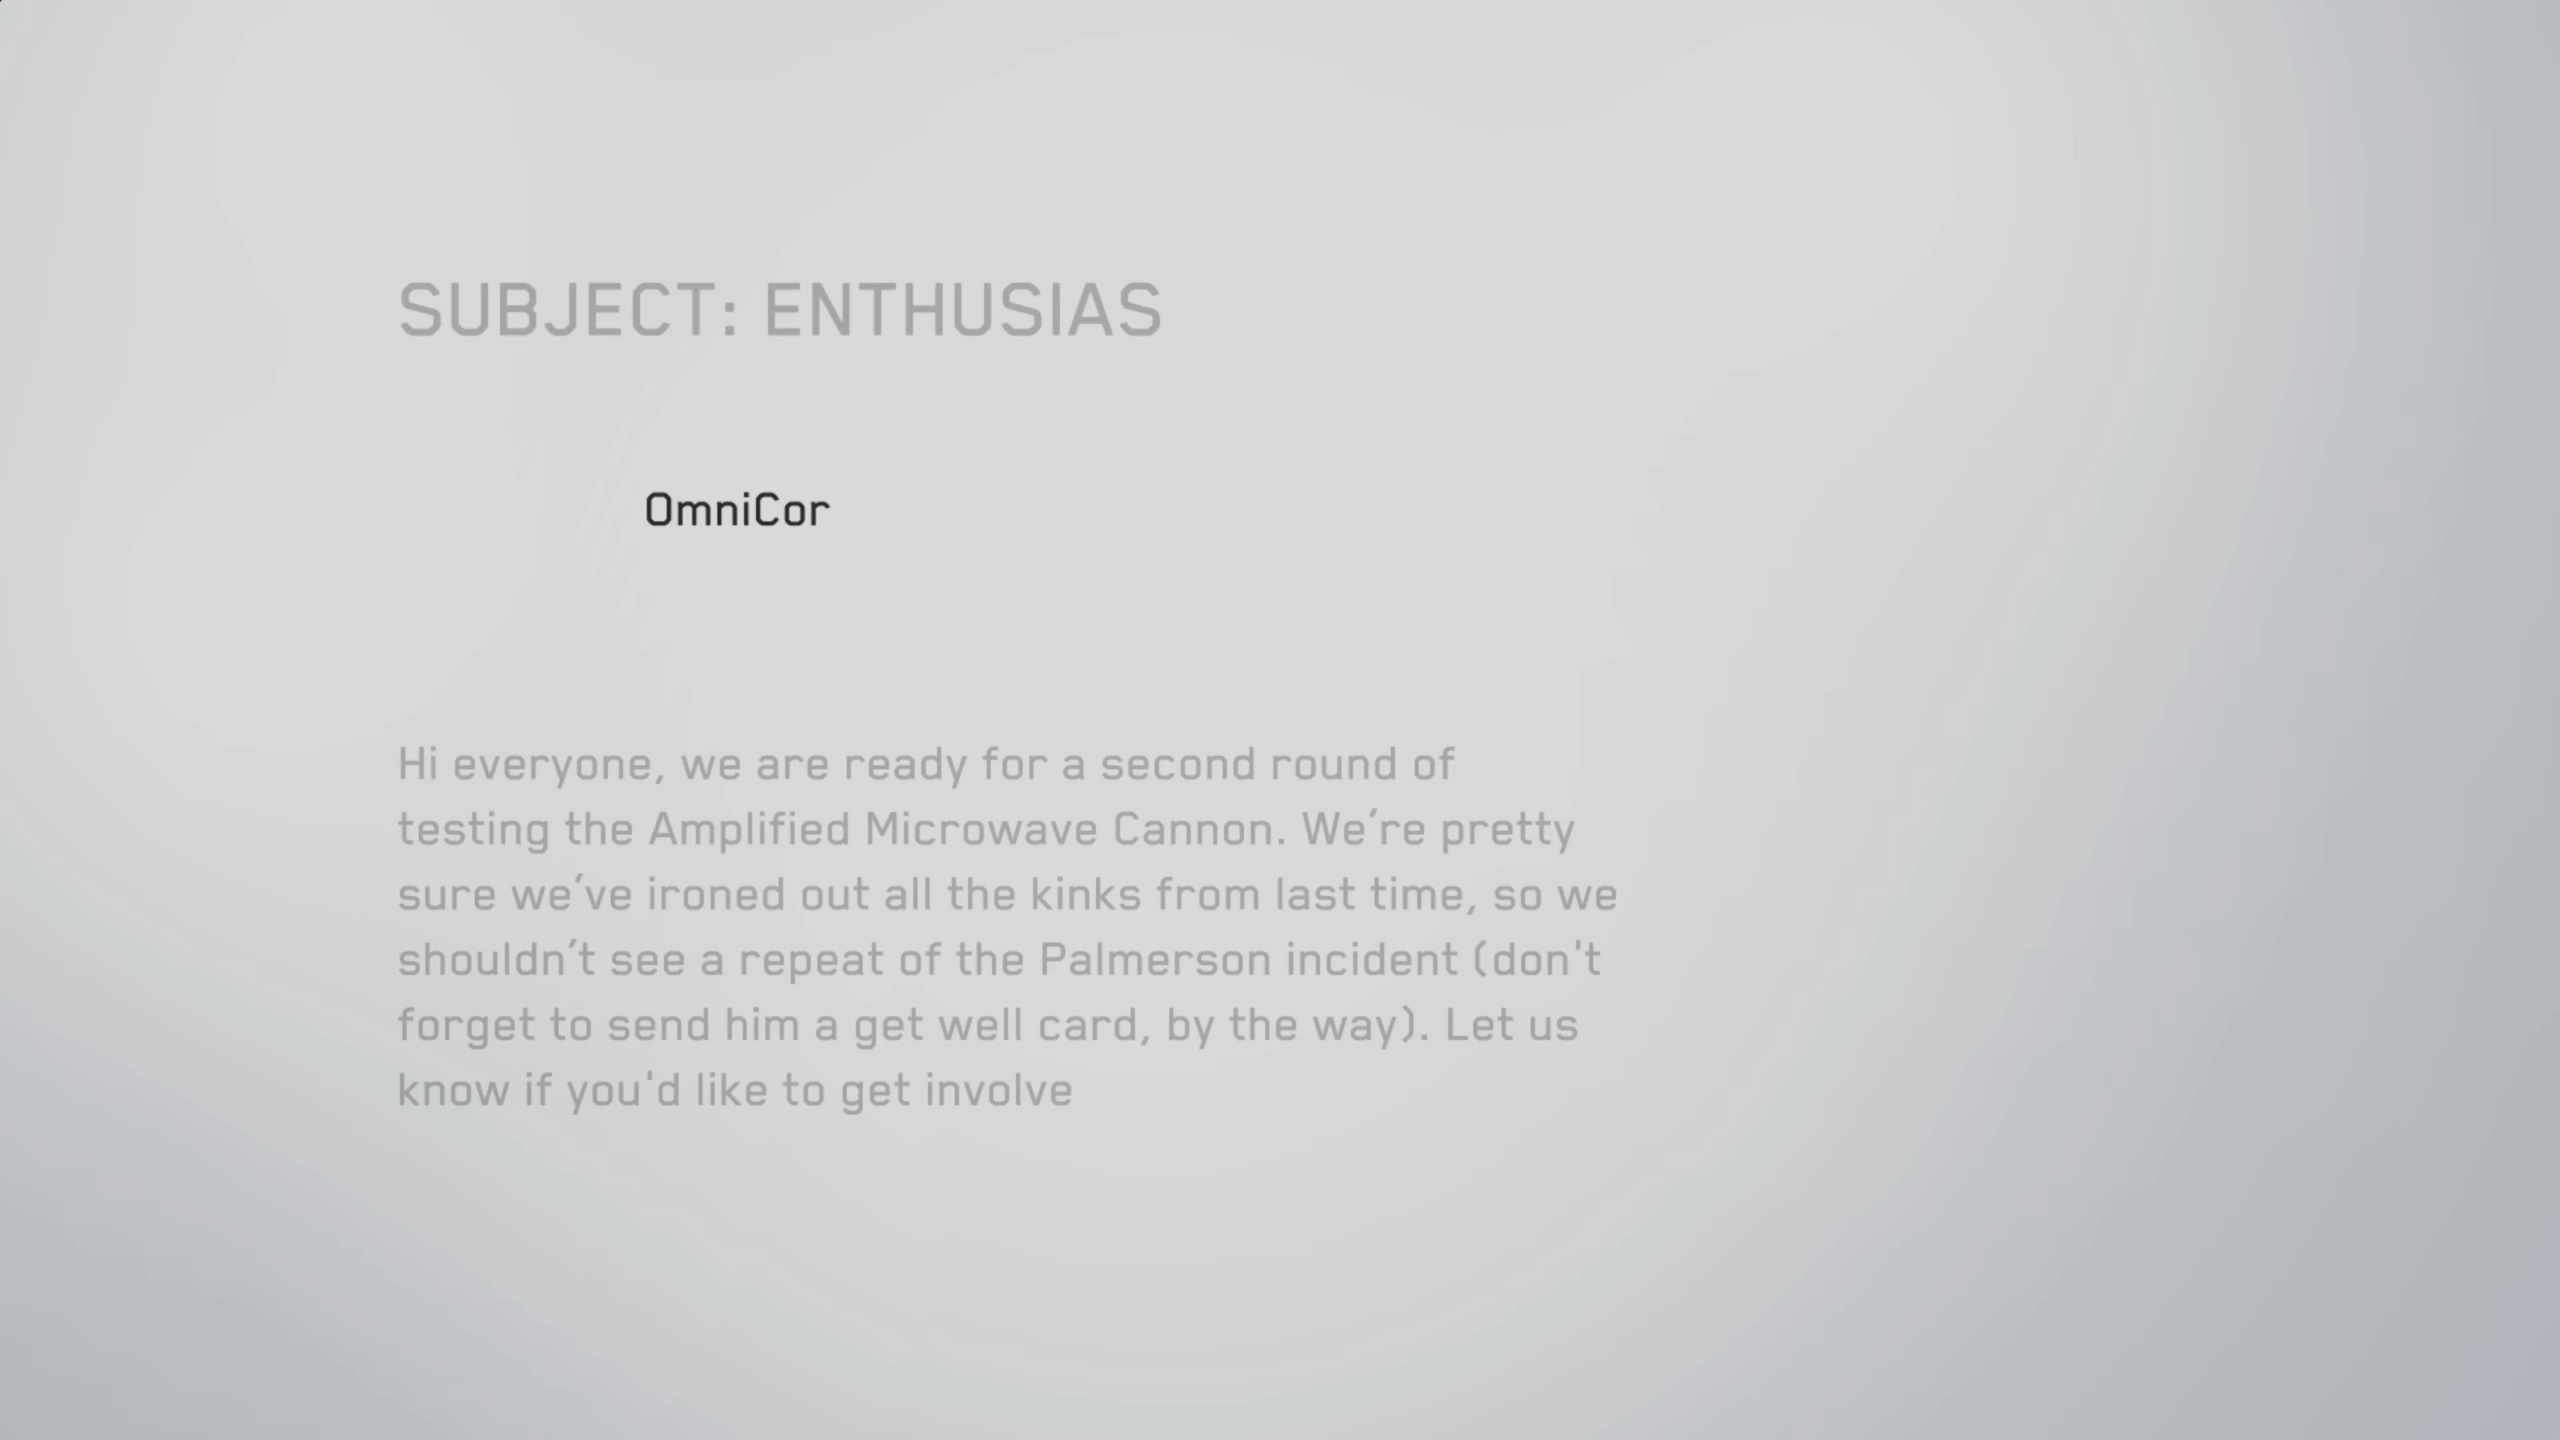 SUBJECT: ENTHUSIAS
OmniCor
Hi everyone, we are ready for a second round of
testing the Amplified Microwave Cannon. We’re pretty
sure we’ve ironed out all the kinks from last time, so we
shouldn’t see a repeat of the Palmerson incident (don't
forget to send him a get well card, by the way). Let us
know if you'd like to get involve